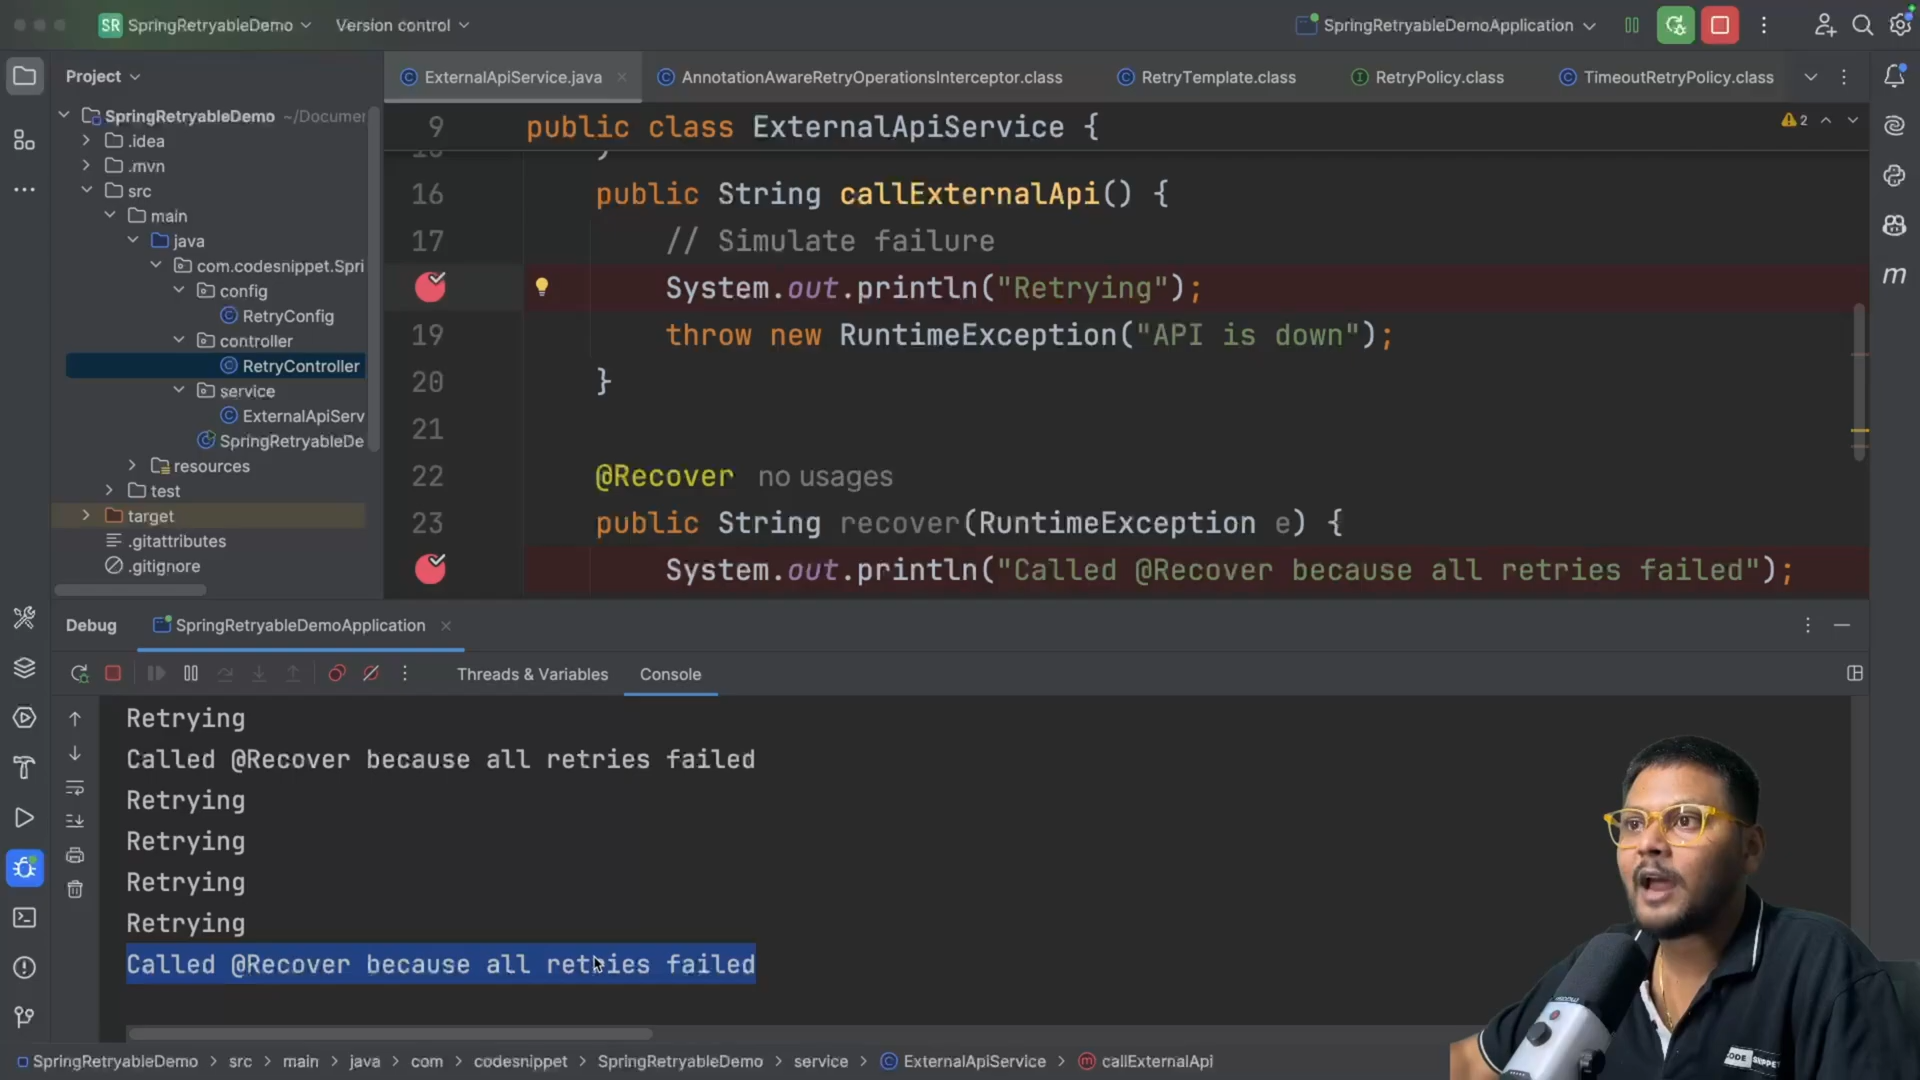 SR SpringRetryableDemo Version control SpringRetryableDemoApplication
Project
ExternalApiService.java AnnotationAwareRetryOperationsInterceptor.class RetryTemplate.class RetryPolicy.class TimeoutRetryPolicy.class
SpringRetryableDemo ~/Documer
.idea
.mvn
src
main
java
com.codesnippet.Spri
config
RetryConfig
controller
RetryController
service
ExternalApiServ
SpringRetryableDe
resources
test
target
.gitattributes
.gitignore
9 public class ExternalApiService {
2
}
16 public String callExternalApi() {
17 // Simulate failure
System.out.println("Retrying");
19 throw new RuntimeException("API is down");
20 }
21
22 @Recover no usages
23 public String recover(RuntimeException e) {
System.out.println("Called @Recover because all retries failed");
Debug SpringRetryableDemoApplication
Threads & Variables Console
Retrying
Called @Recover because all retries failed
Retrying
Retrying
Retrying
Retrying
Called @Recover because all retries failed
CODE SNIPPET
SpringRetryableDemo > src > main > java > com > codesnippet > SpringRetryableDemo > service > ExternalApiService > callExternalApi